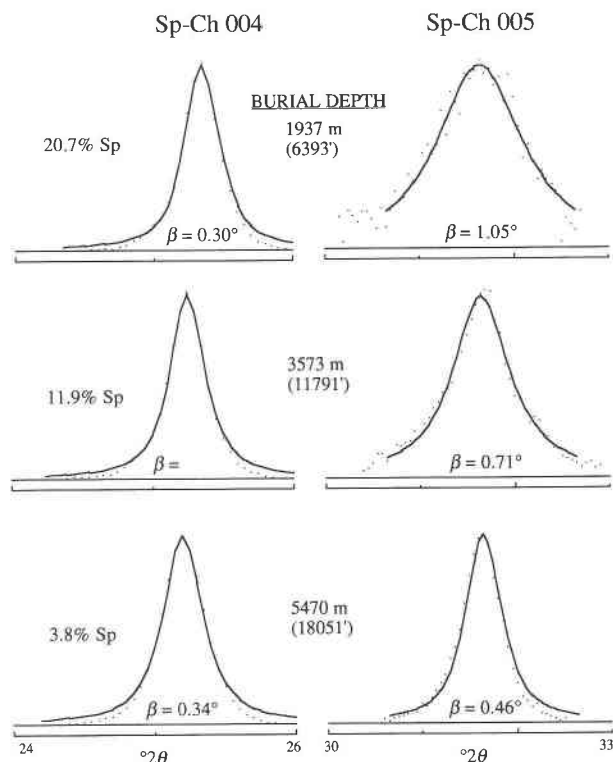 Sp-Ch 004
Sp-Ch 005
BURIAL DEPTH
20.7% Sp
1937 m
(6393')
β = 0.30°
β = 1.05°
11.9% Sp
3573 m
(11791')
β =
β = 0.71°
3.8% Sp
5470 m
(18051')
β = 0.34°
β = 0.46°
24
26
30
33
°2θ
°2θ